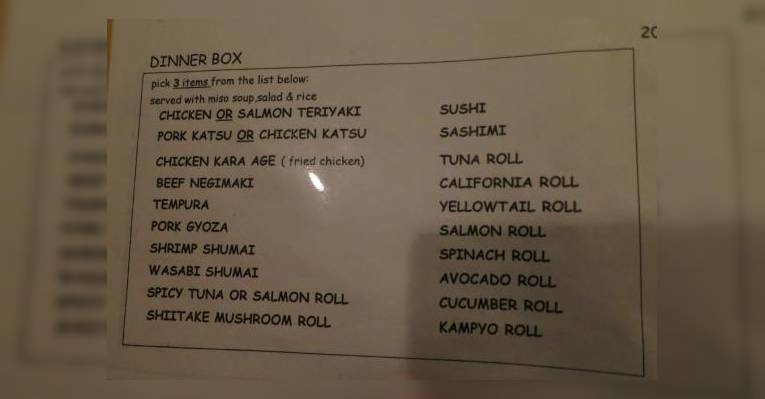 20
DINNER BOX
pick 3 items from the list below:
served with miso soup,salad & rice
CHICKEN OR SALMON TERIYAKI
PORK KATSU OR CHICKEN KATSU
CHICKEN KARA AGE ( fried chicken)
BEEF NEGIMAKI
TEMPURA
PORK GYOZA
SHRIMP SHUMAI
WASABI SHUMAI
SPICY TUNA OR SALMON ROLL
SHIITAKE MUSHROOM ROLL
SUSHI
SASHIMI
TUNA ROLL
CALIFORNIA ROLL
YELLOWTAIL ROLL
SALMON ROLL
SPINACH ROLL
AVOCADO ROLL
CUCUMBER ROLL
KAMPYO ROLL